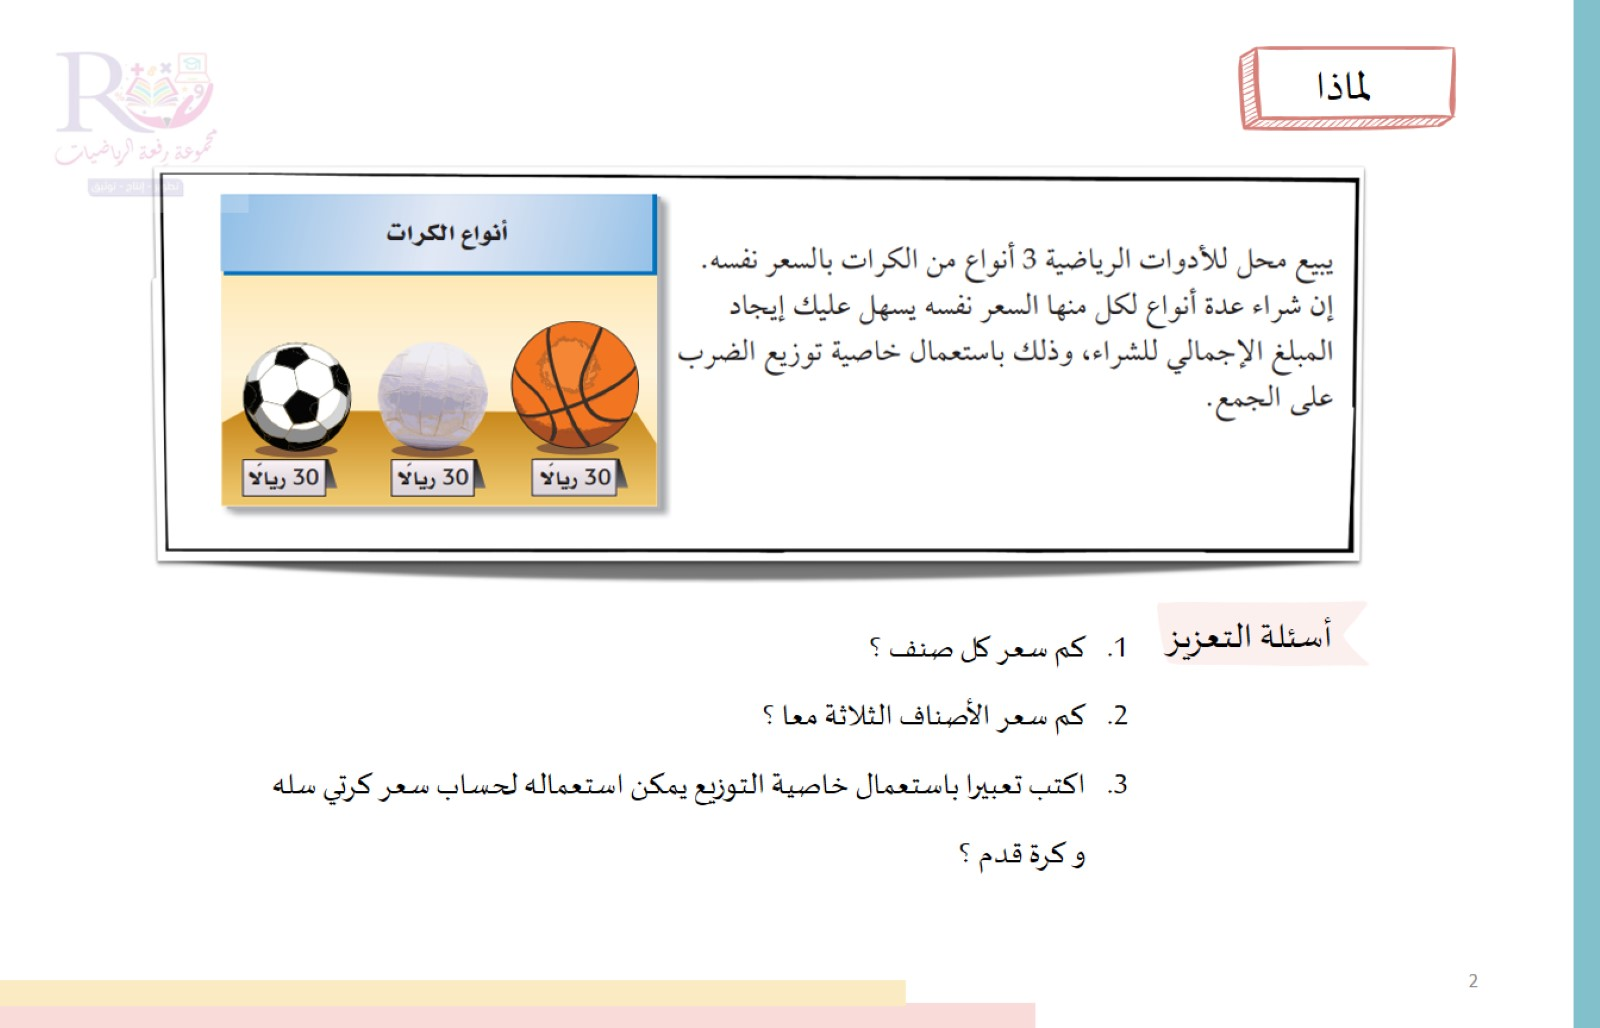 لماذا
مجموعة رفعة الرياضيات
تطوير - إنتاج - توثيق
يبيع محل للأدوات الرياضية 3 أنواع من الكرات بالسعر نفسه.
إن شراء عدة أنواع لكل منها السعر نفسه يسهل عليك إيجاد
المبلغ الإجمالي للشراء، وذلك باستعمال خاصية توزيع الضرب
على الجمع.
أنواع الكرات
30 ريالًا
30 ريالًا
30 ريالًا
أسئلة التعزيز
1. كم سعر كل صنف ؟
2. كم سعر الأصناف الثلاثة معا ؟
3. اكتب تعبيرا باستعمال خاصية التوزيع يمكن استعماله لحساب سعر كرتي سله
و كرة قدم ؟
2